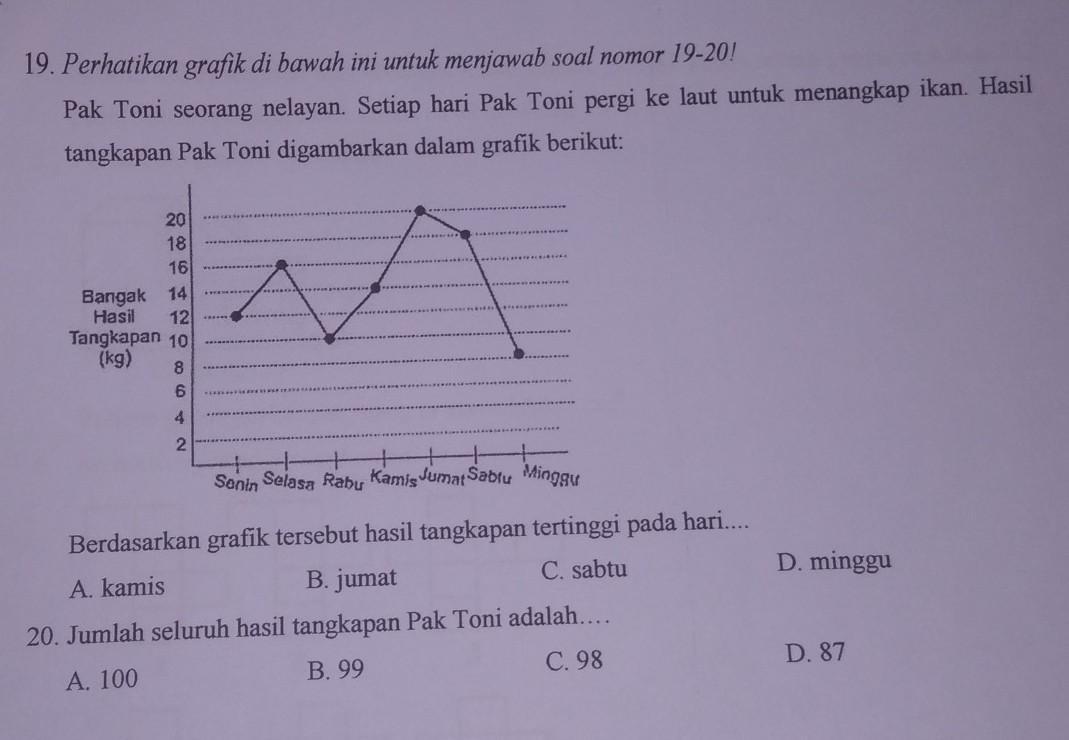 19. Perhatikan grafik di bawah ini untuk menjawab soal nomor 19-20!
Pak Toni seorang nelayan. Setiap hari Pak Toni pergi ke laut untuk menangkap ikan. Hasil
tangkapan Pak Toni digambarkan dalam grafik berikut:
20
18
16
Bangak 14
Hasil 12
Tangkapan 10
(kg)
8
6
4
2
Senin Selasa Rabu Kamis Jumat Sabtu Minggu
Berdasarkan grafik tersebut hasil tangkapan tertinggi pada hari....
A. kamis B. jumat C. sabtu D. minggu
20. Jumlah seluruh hasil tangkapan Pak Toni adalah....
A. 100 B. 99 C. 98 D. 87